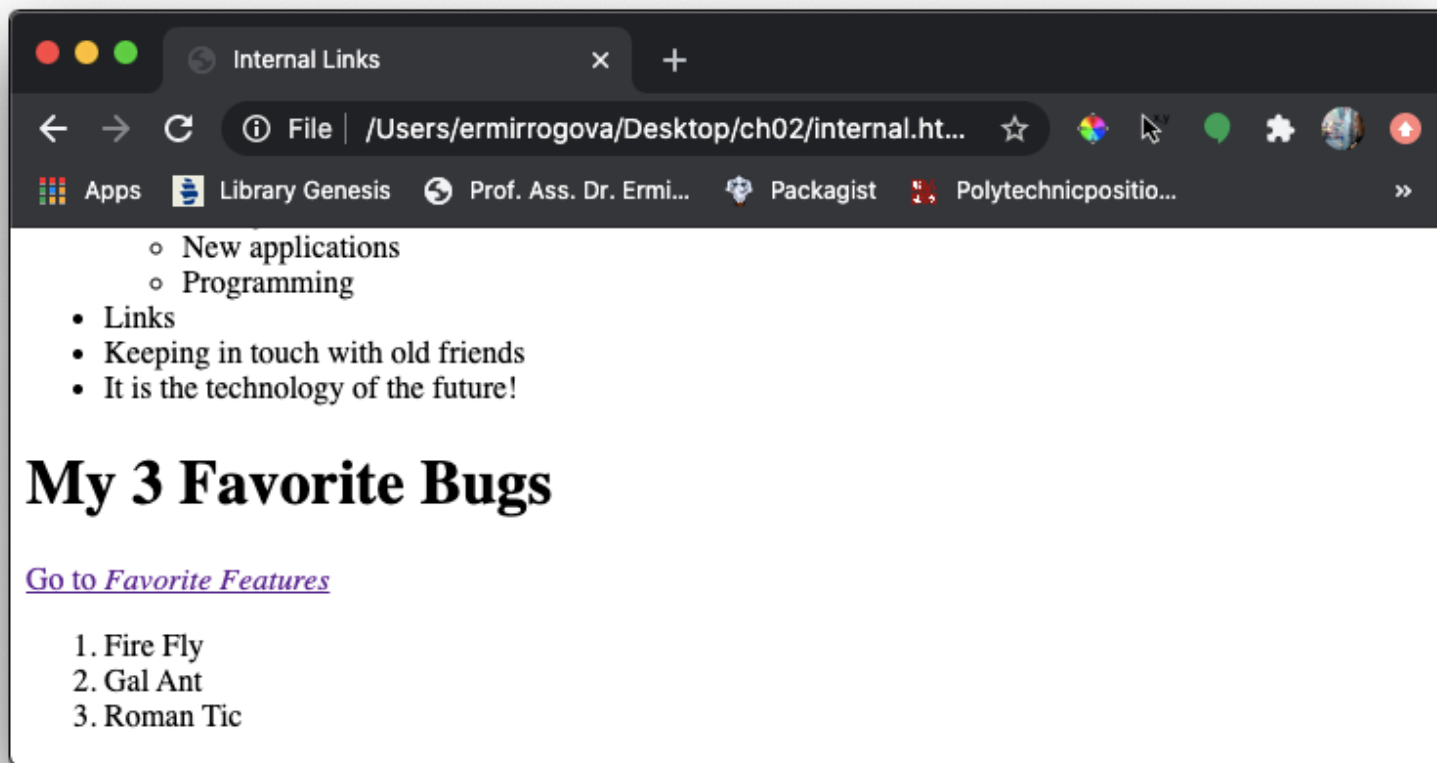 Internal Links
File /Users/ermirrogova/Desktop/ch02/internal.ht...
Apps Library Genesis Prof. Ass. Dr. Ermi... Packagist Polytechnicpositio... »
New applications
Programming
Links
Keeping in touch with old friends
It is the technology of the future!
My 3 Favorite Bugs
Go to Favorite Features
1. Fire Fly
2. Gal Ant
3. Roman Tic